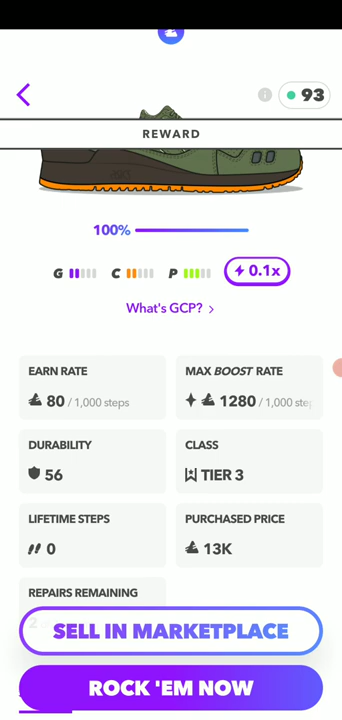 93
REWARD
100%
G C P 0.1x
What's GCP? >
EARN RATE
80 / 1,000 steps
MAX BOOST RATE
1280 / 1,000 step
DURABILITY
56
CLASS
TIER 3
LIFETIME STEPS
0
PURCHASED PRICE
13K
REPAIRS REMAINING
2
SELL IN MARKETPLACE
ROCK 'EM NOW